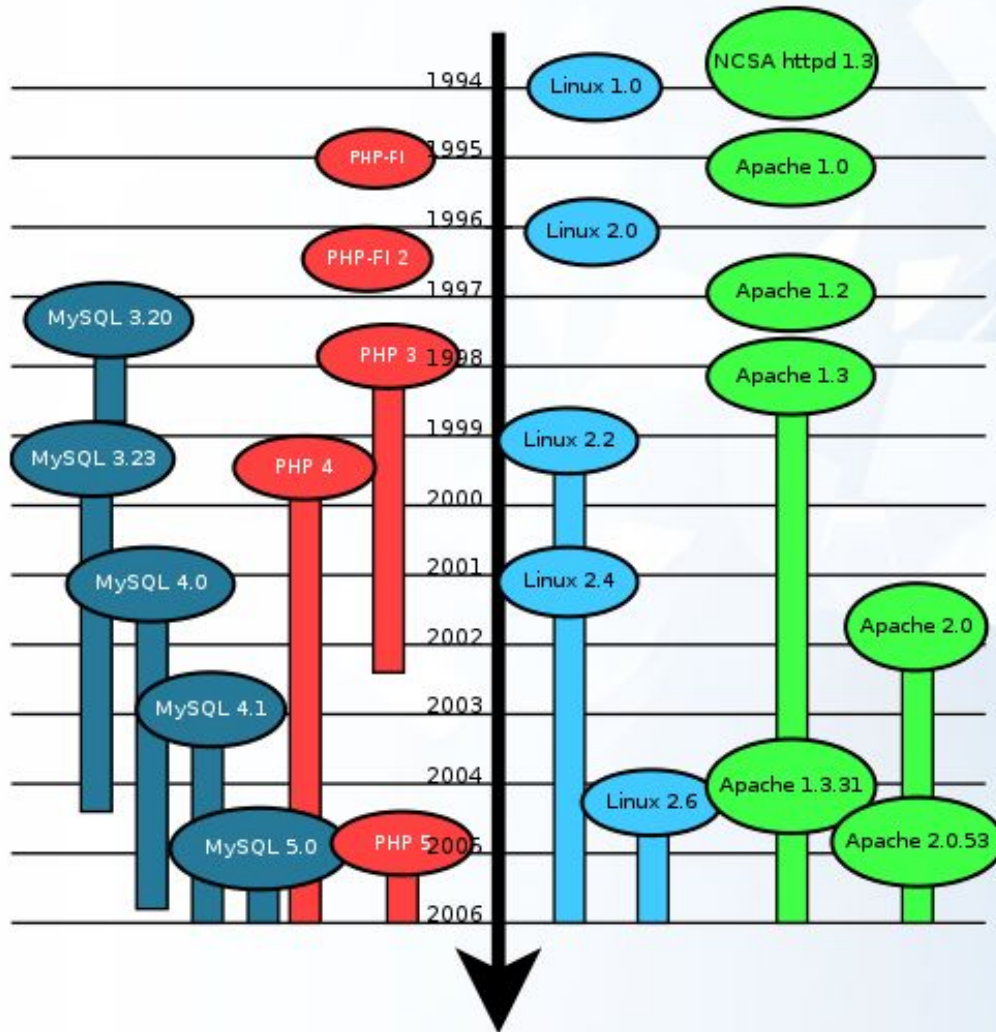 NCSA httpd 1.3
1994
Linux 1.0
1995
PHP-FI
Apache 1.0
1996
Linux 2.0
PHP-FI 2
1997
Apache 1.2
MySQL 3.20
PHP 3
1998
Apache 1.3
1999
Linux 2.2
MySQL 3.23
PHP 4
2000
2001
MySQL 4.0
Linux 2.4
Apache 2.0
2002
2003
MySQL 4.1
2004
Apache 1.3.31
Linux 2.6
MySQL 5.0
PHP 5
2005
Apache 2.0.53
2006